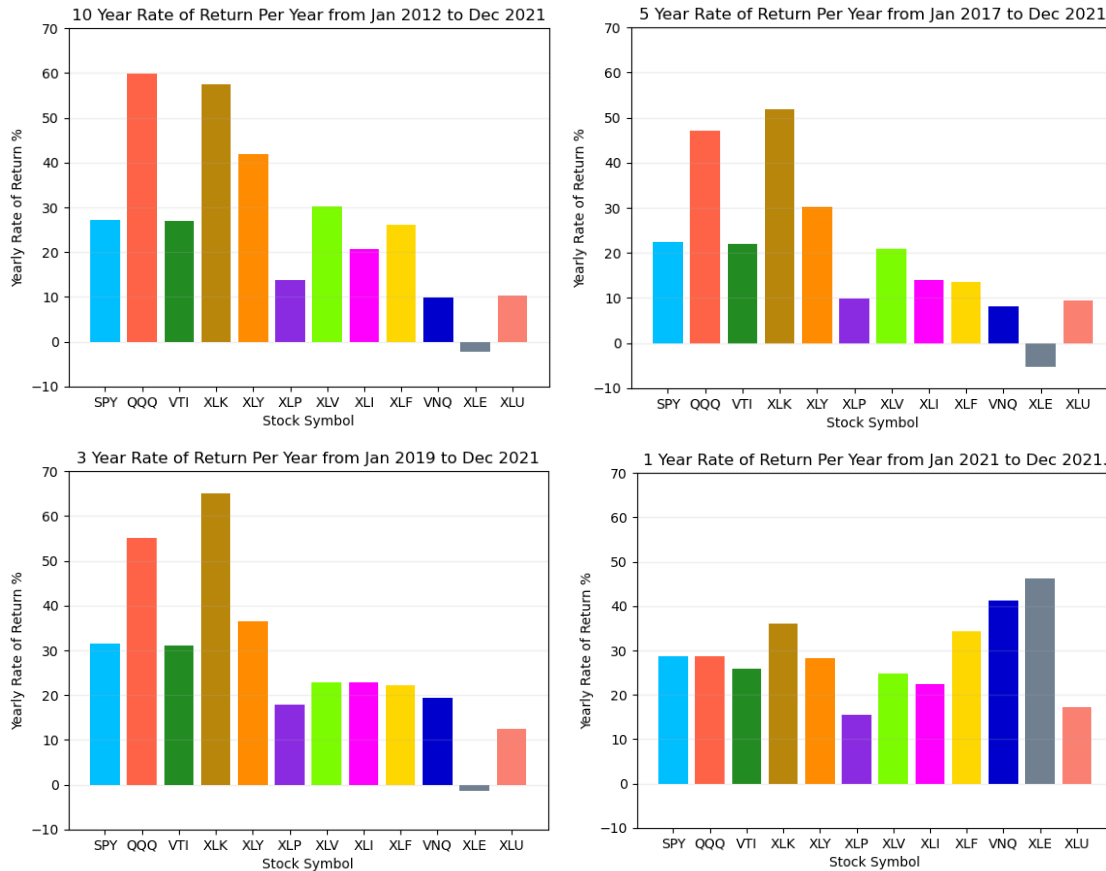 10 Year Rate of Return Per Year from Jan 2012 to Dec 2021
70
60
50
40
30
20
10
0
−10
Yearly Rate of Return %
SPY QQQ VTI XLK XLY XLP XLV XLI XLF VNQ XLE XLU
Stock Symbol
5 Year Rate of Return Per Year from Jan 2017 to Dec 2021
70
60
50
40
30
20
10
0
−10
Yearly Rate of Return %
SPY QQQ VTI XLK XLY XLP XLV XLI XLF VNQ XLE XLU
Stock Symbol
3 Year Rate of Return Per Year from Jan 2019 to Dec 2021
70
60
50
40
30
20
10
0
−10
Yearly Rate of Return %
SPY QQQ VTI XLK XLY XLP XLV XLI XLF VNQ XLE XLU
Stock Symbol
1 Year Rate of Return Per Year from Jan 2021 to Dec 2021.
70
60
50
40
30
20
10
0
−10
Yearly Rate of Return %
SPY QQQ VTI XLK XLY XLP XLV XLI XLF VNQ XLE XLU
Stock Symbol